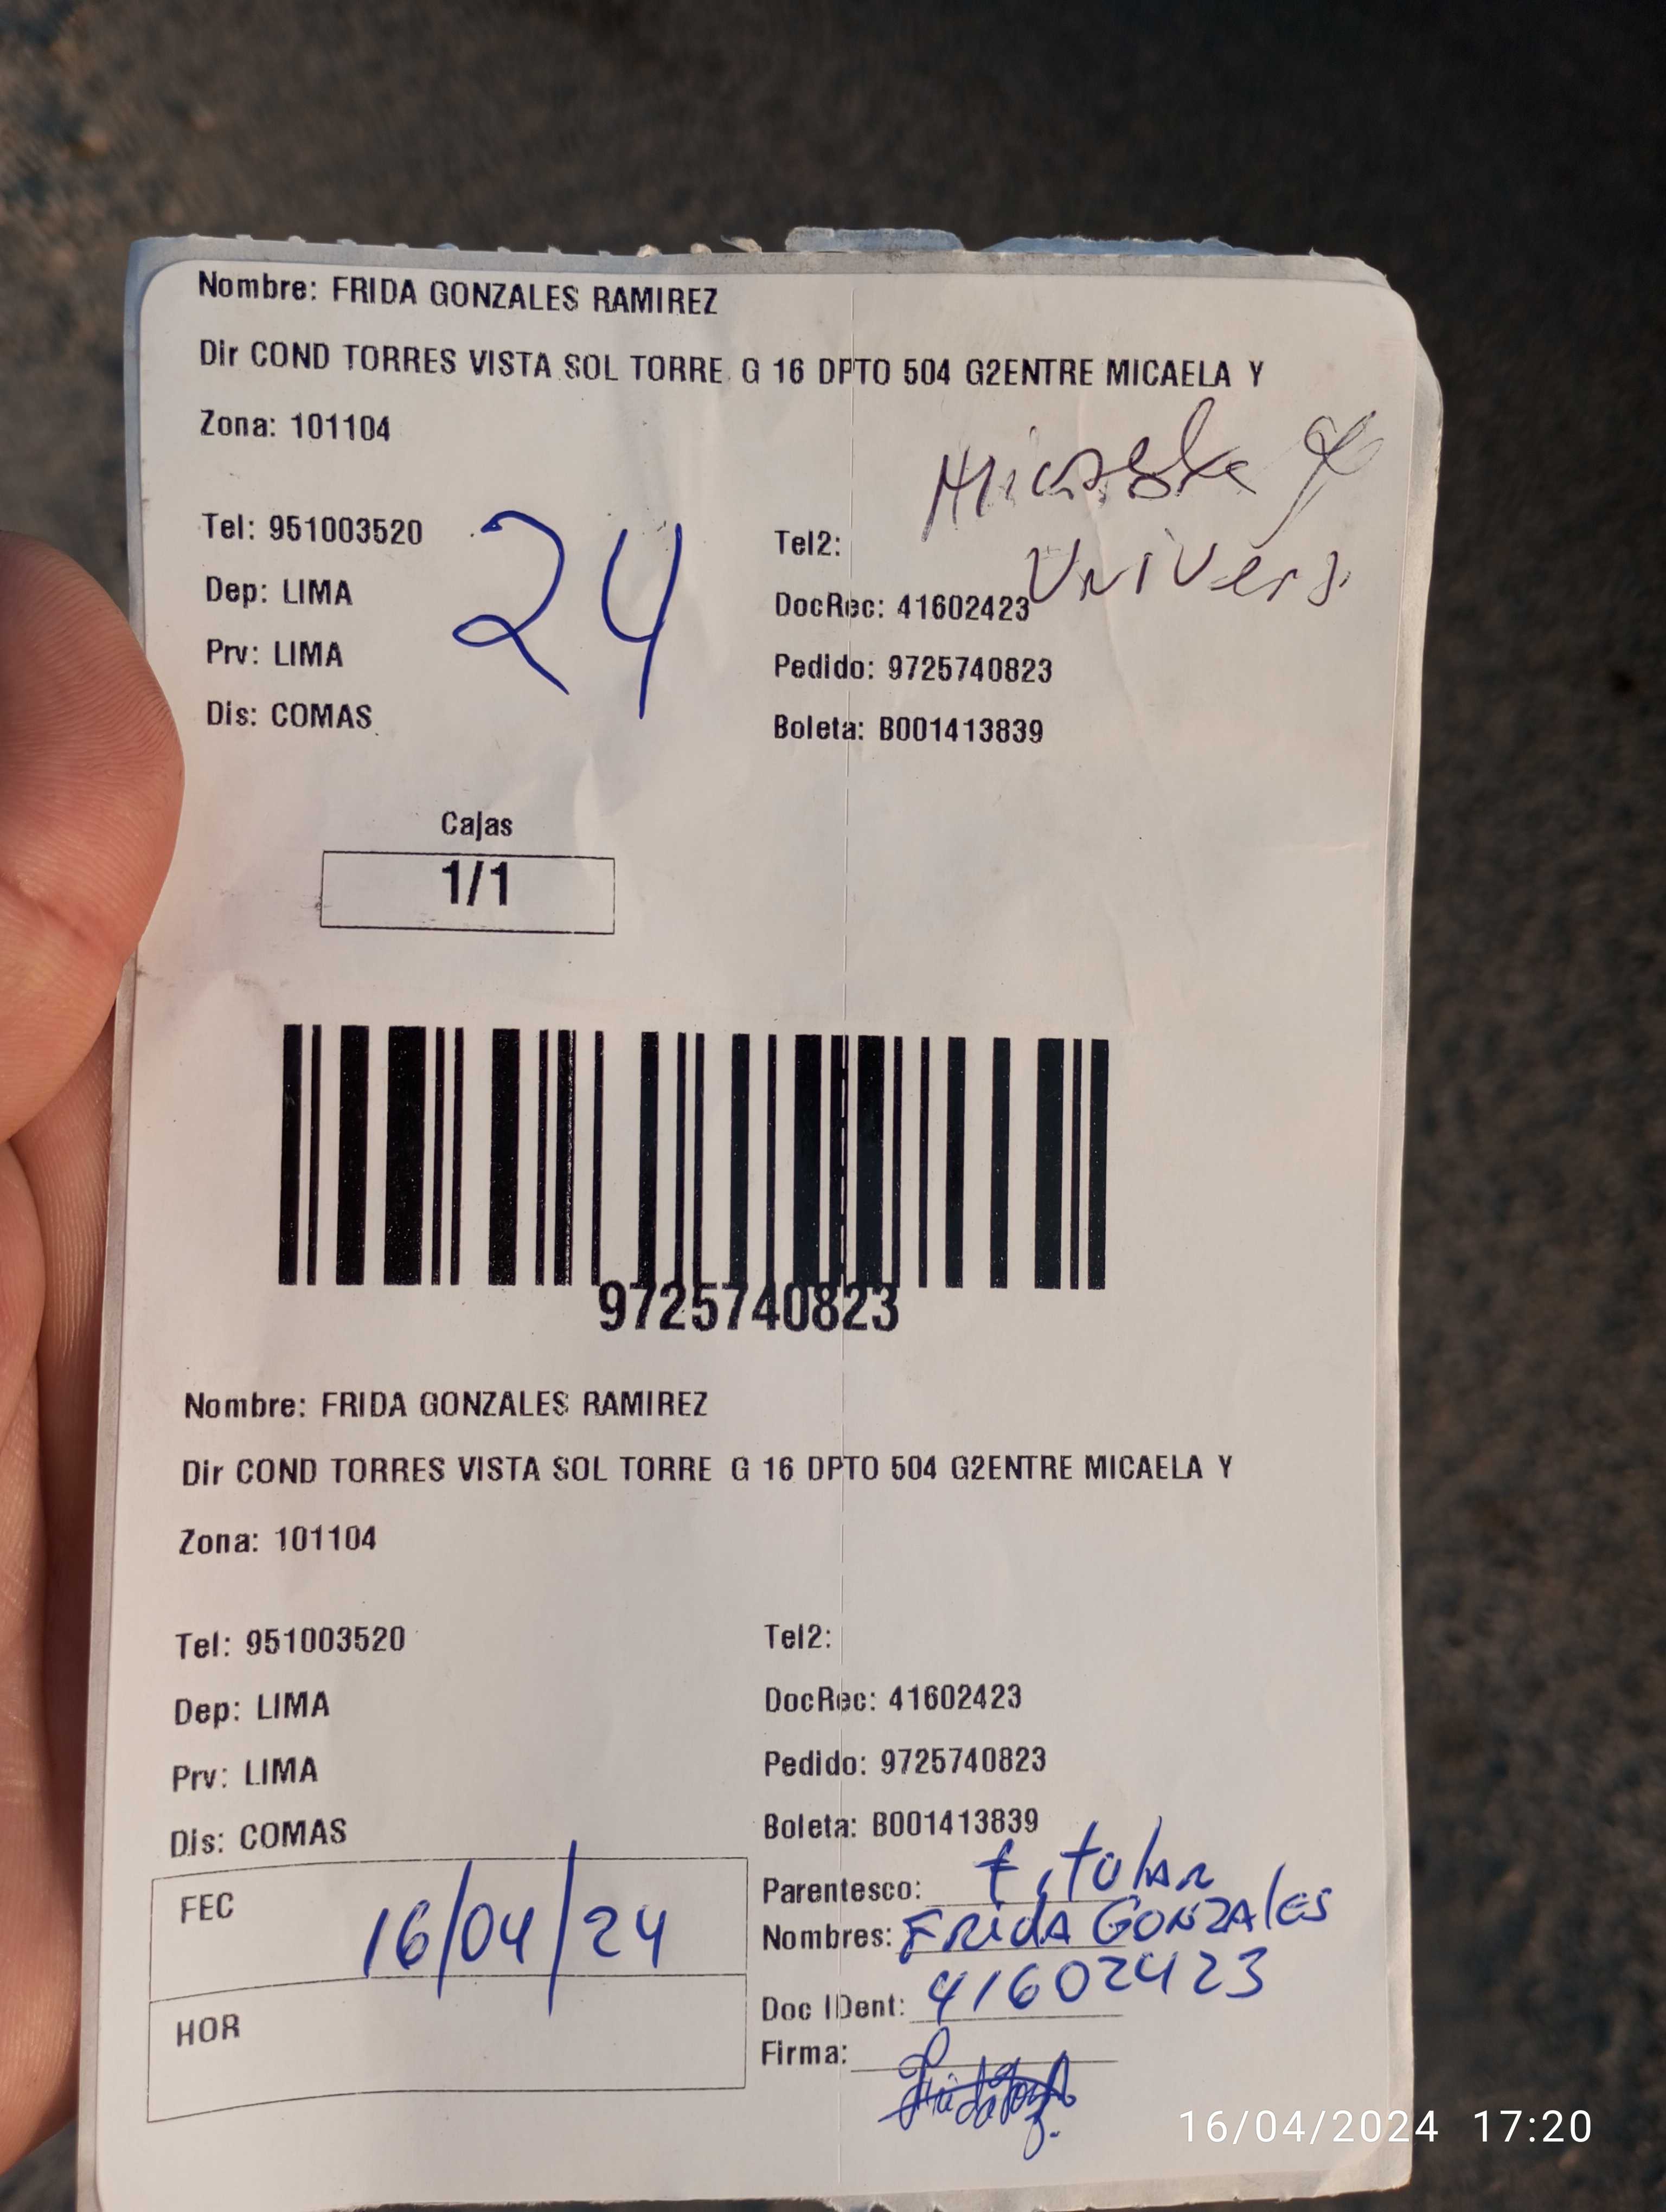 Nombre: FRIDA GONZALES RAMIREZ
Dir COND TORRES VISTA SOL TORRE G 16 DPTO 504 G2ENTRE MICAELA Y
Zona: 101104
Micaela y
Univers.
Tel: 951003520
24
Tel2:
Dep: LIMA
DocRec: 41602423
Prv: LIMA
Pedido: 9725740823
Dis: COMAS
Boleta: B001413839
Cajas
1/1
9725740823
Nombre: FRIDA GONZALES RAMIREZ
Dir COND TORRES VISTA SOL TORRE G 16 DPTO 504 G2ENTRE MICAELA Y
Zona: 101104
Tel: 951003520
Tel2:
Dep: LIMA
DocRec: 41602423
Prv: LIMA
Pedido: 9725740823
Dis: COMAS
Boleta: B001413839
FEC 16/04/24
Parentesco: titular
Nombres: FRIDA GONZALES
HOR
Doc IDent: 41602423
Firma:
16/04/2024 17:20